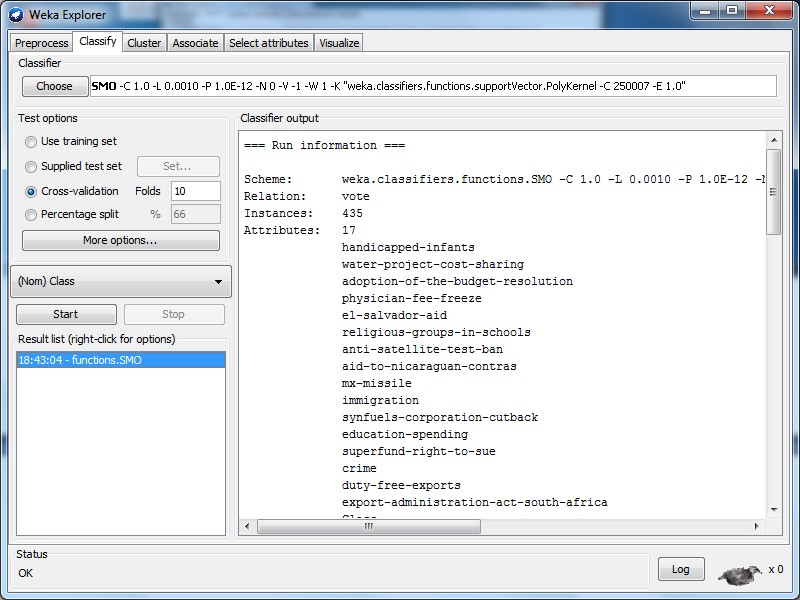 Weka Explorer
Preprocess Classify Cluster Associate Select attributes Visualize
Classifier
Choose SMO -C 1.0 -L 0.0010 -P 1.0E-12 -N 0 -V -1 -W 1 -K "weka.classifiers.functions.supportVector.PolyKernel -C 250007 -E 1.0"
Test options
Use training set
Supplied test set Set...
Cross-validation Folds 10
Percentage split % 66
More options...
(Nom) Class
Start Stop
Result list (right-click for options)
18:43:04 - functions.SMO
Classifier output
=== Run information ===
Scheme: weka.classifiers.functions.SMO -C 1.0 -L 0.0010 -P 1.0E-12 -N
Relation: vote
Instances: 435
Attributes: 17
handicapped-infants
water-project-cost-sharing
adoption-of-the-budget-resolution
physician-fee-freeze
el-salvador-aid
religious-groups-in-schools
anti-satellite-test-ban
aid-to-nicaraguan-contras
mx-missile
immigration
synfuels-corporation-cutback
education-spending
superfund-right-to-sue
crime
duty-free-exports
export-administration-act-south-africa
Class
Status
OK
Log x 0